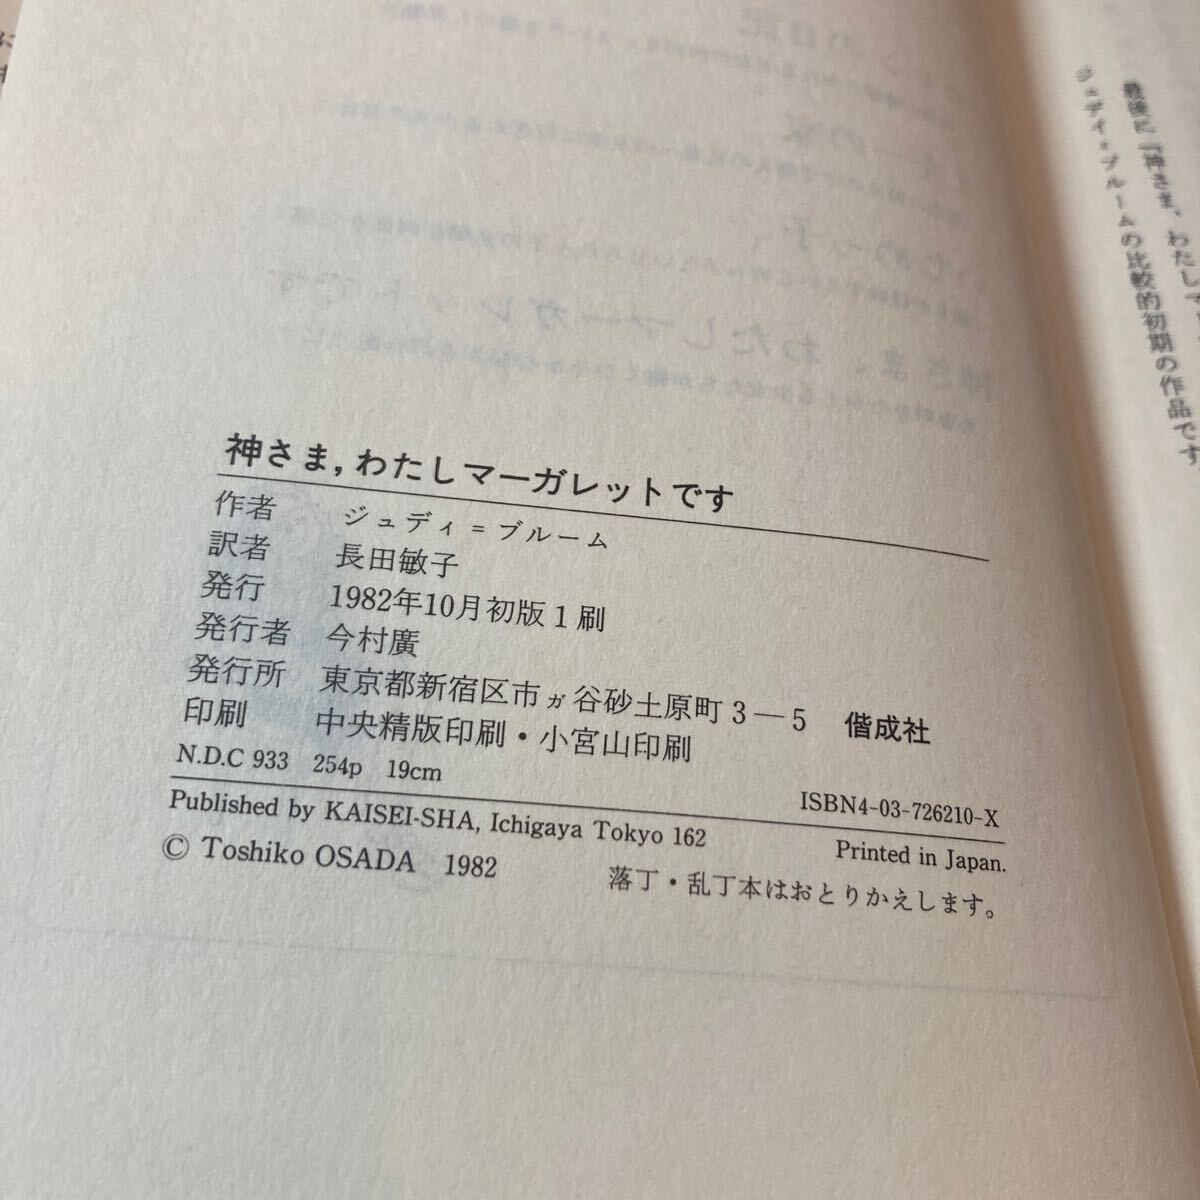 最後に『神さま、わたしマ
ジュディ・ブルームの比較的初期の作品です
神さま,わたしマーガレットです
作者 ジュディ=ブルーム
訳者 長田敏子
発行 1982年10月初版1刷
発行者 今村廣
発行所 東京都新宿区市ガ谷砂土原町3―5 偕成社
印刷 中央精版印刷・小宮山印刷
N.D.C 933 254p 19cm
ISBN4-03-726210-X
Published by KAISEI-SHA, Ichigaya Tokyo 162
Printed in Japan.
© Toshiko OSADA 1982
落丁・乱丁本はおとりかえします。